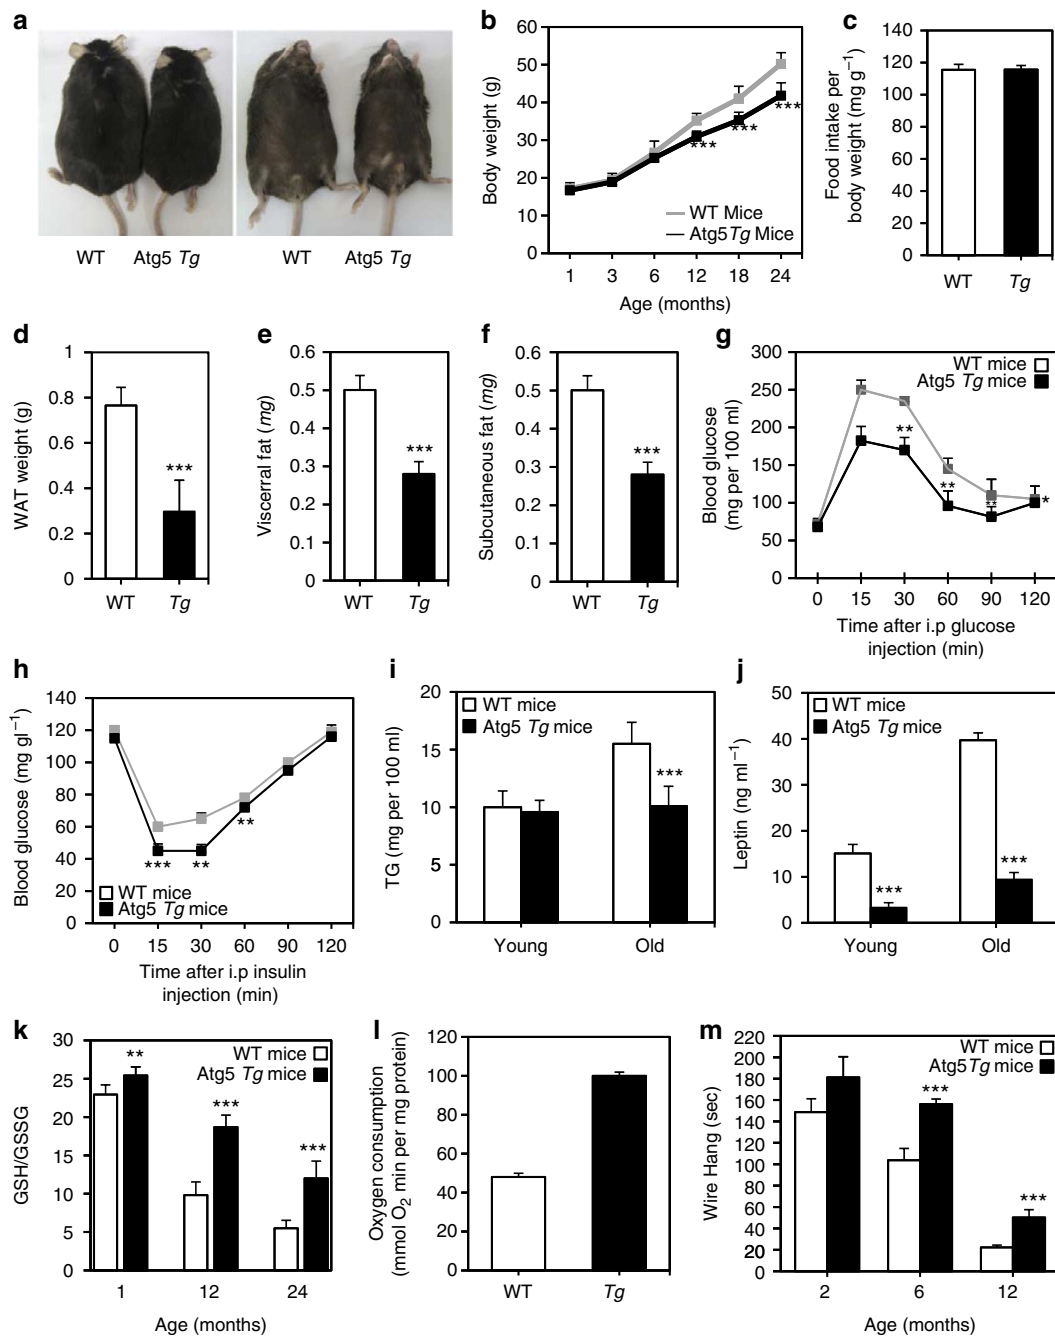 a
WT Atg5 Tg WT Atg5 Tg
b
Body weight (g)
60
50
40
30
20
10
0
***
***
***
WT Mice
Atg5Tg Mice
1 3 6 12 18 24
Age (months)
c
Food intake per
body weight (mg g−1)
140
120
100
80
60
40
20
0
WT Tg
d
WAT weight (g)
1
0.8
0.6
0.4
0.2
0
***
WT Tg
e
Viscerral fat (mg)
0.6
0.5
0.4
0.3
0.2
0.1
0
***
WT Tg
f
Subcutaneous fat (mg)
0.6
0.5
0.4
0.3
0.2
0.1
0
***
WT Tg
g
Blood glucose
(mg per 100 ml)
300
250
200
150
100
50
0
WT mice
Atg5 Tg mice
**
**
**
*
0 15 30 60 90 120
Time after i.p glucose
injection (min)
h
Blood glucose (mg gl−1)
140
120
100
80
60
40
20
0
***
**
**
WT mice
Atg5 Tg mice
0 15 30 60 90 120
Time after i.p insulin
injection (min)
i
TG (mg per 100 ml)
20
15
10
5
0
WT mice
Atg5 Tg mice
***
Young Old
j
Leptin (ng ml−1)
50
40
30
20
10
0
WT mice
Atg5 Tg mice
***
***
Young Old
k
GSH/GSSG
30
25
20
15
10
5
0
WT mice
Atg5 Tg mice
**
***
***
1 12 24
Age (months)
l
Oxygen consumption
(mmol O2 min per mg protein)
120
100
80
60
40
20
0
WT Tg
m
Wire Hang (sec)
220
200
180
160
140
120
100
80
60
40
20
20
WT mice
Atg5Tg mice
***
***
2 6 12
Age (months)